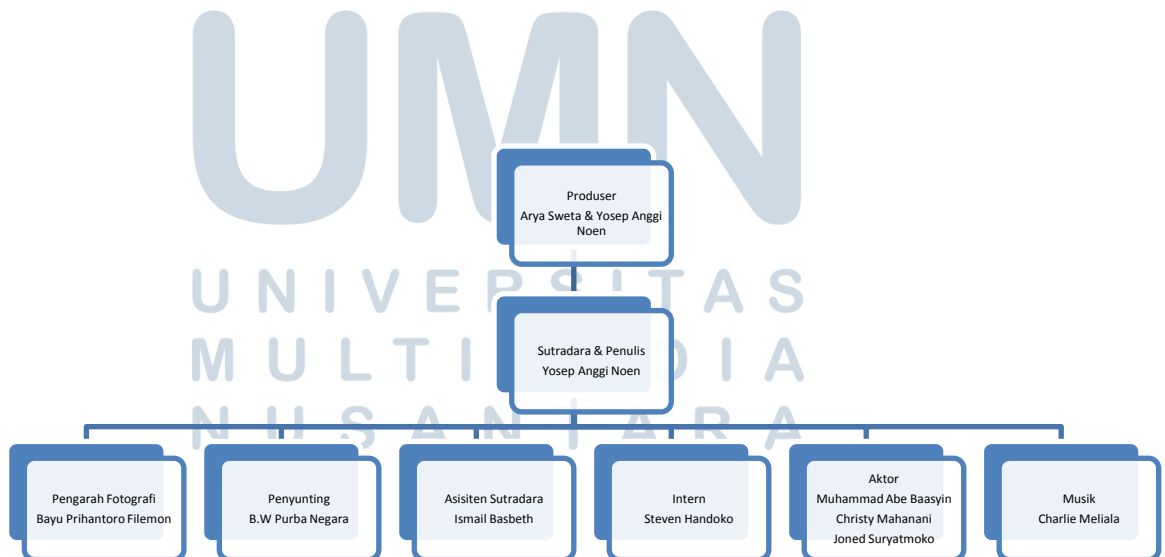 UMN
Produser
Arya Sweta & Yosep Anggi
Noen
UNIVERSITAS
Sutradara & Penulis
Yosep Anggi Noen
MULTIMEDIA
NUSANTARA
Pengarah Fotografi
Bayu Prihantoro Filemon
Penyunting
B.W Purba Negara
Asisiten Sutradara
Ismail Basbeth
Intern
Steven Handoko
Aktor
Muhammad Abe Baasyin
Christy Mahanani
Joned Suryatmoko
Musik
Charlie Meliala